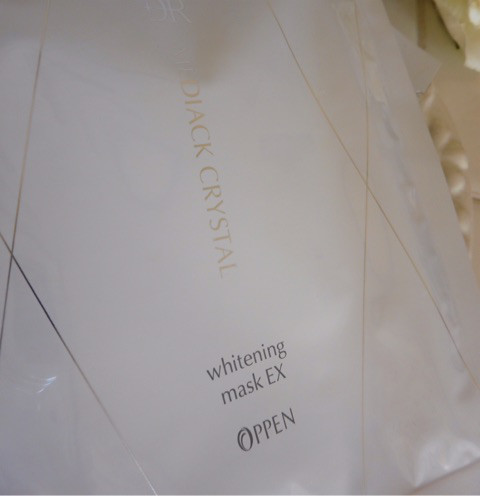 DIACK CRYSTAL
whitening
mask EX
OPPEN